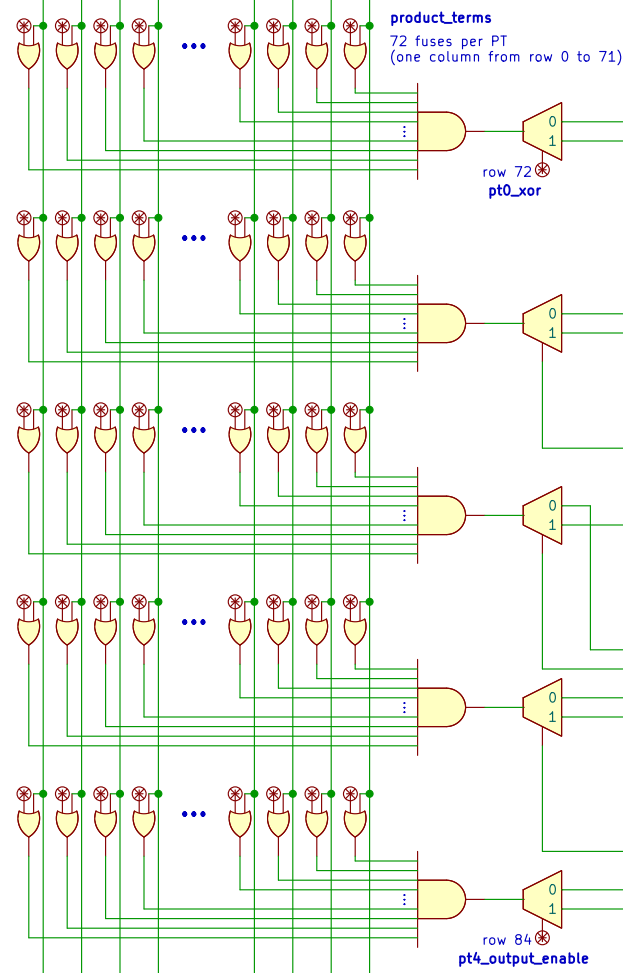 product_terms
72 fuses per PT
(one column from row 0 to 71)
0
1
row 72
pt0_xor
0
1
0
1
0
1
0
1
row 84
pt4_output_enable